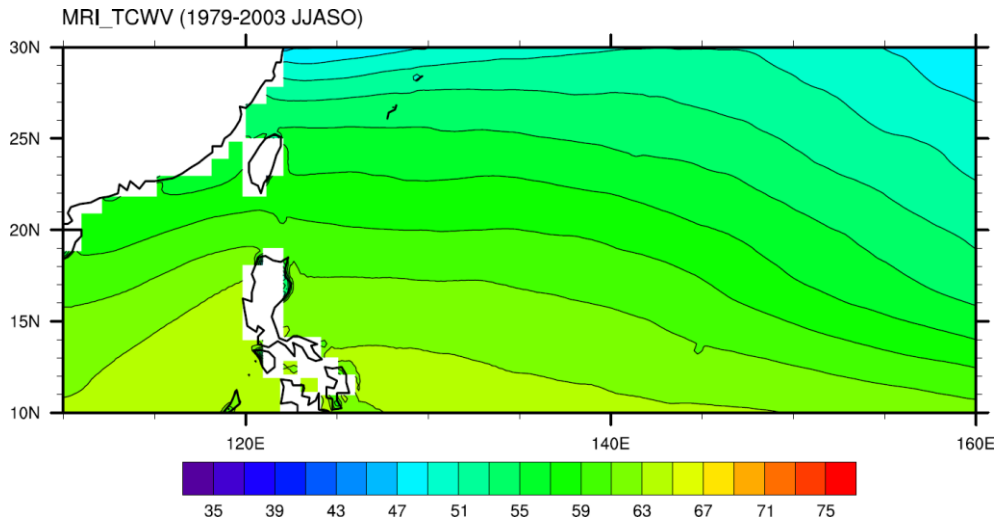 MRI_TCWV (1979-2003 JJASO)
30N
25N
20N
15N
10N
120E 140E 160E
35 39 43 47 51 55 59 63 67 71 75